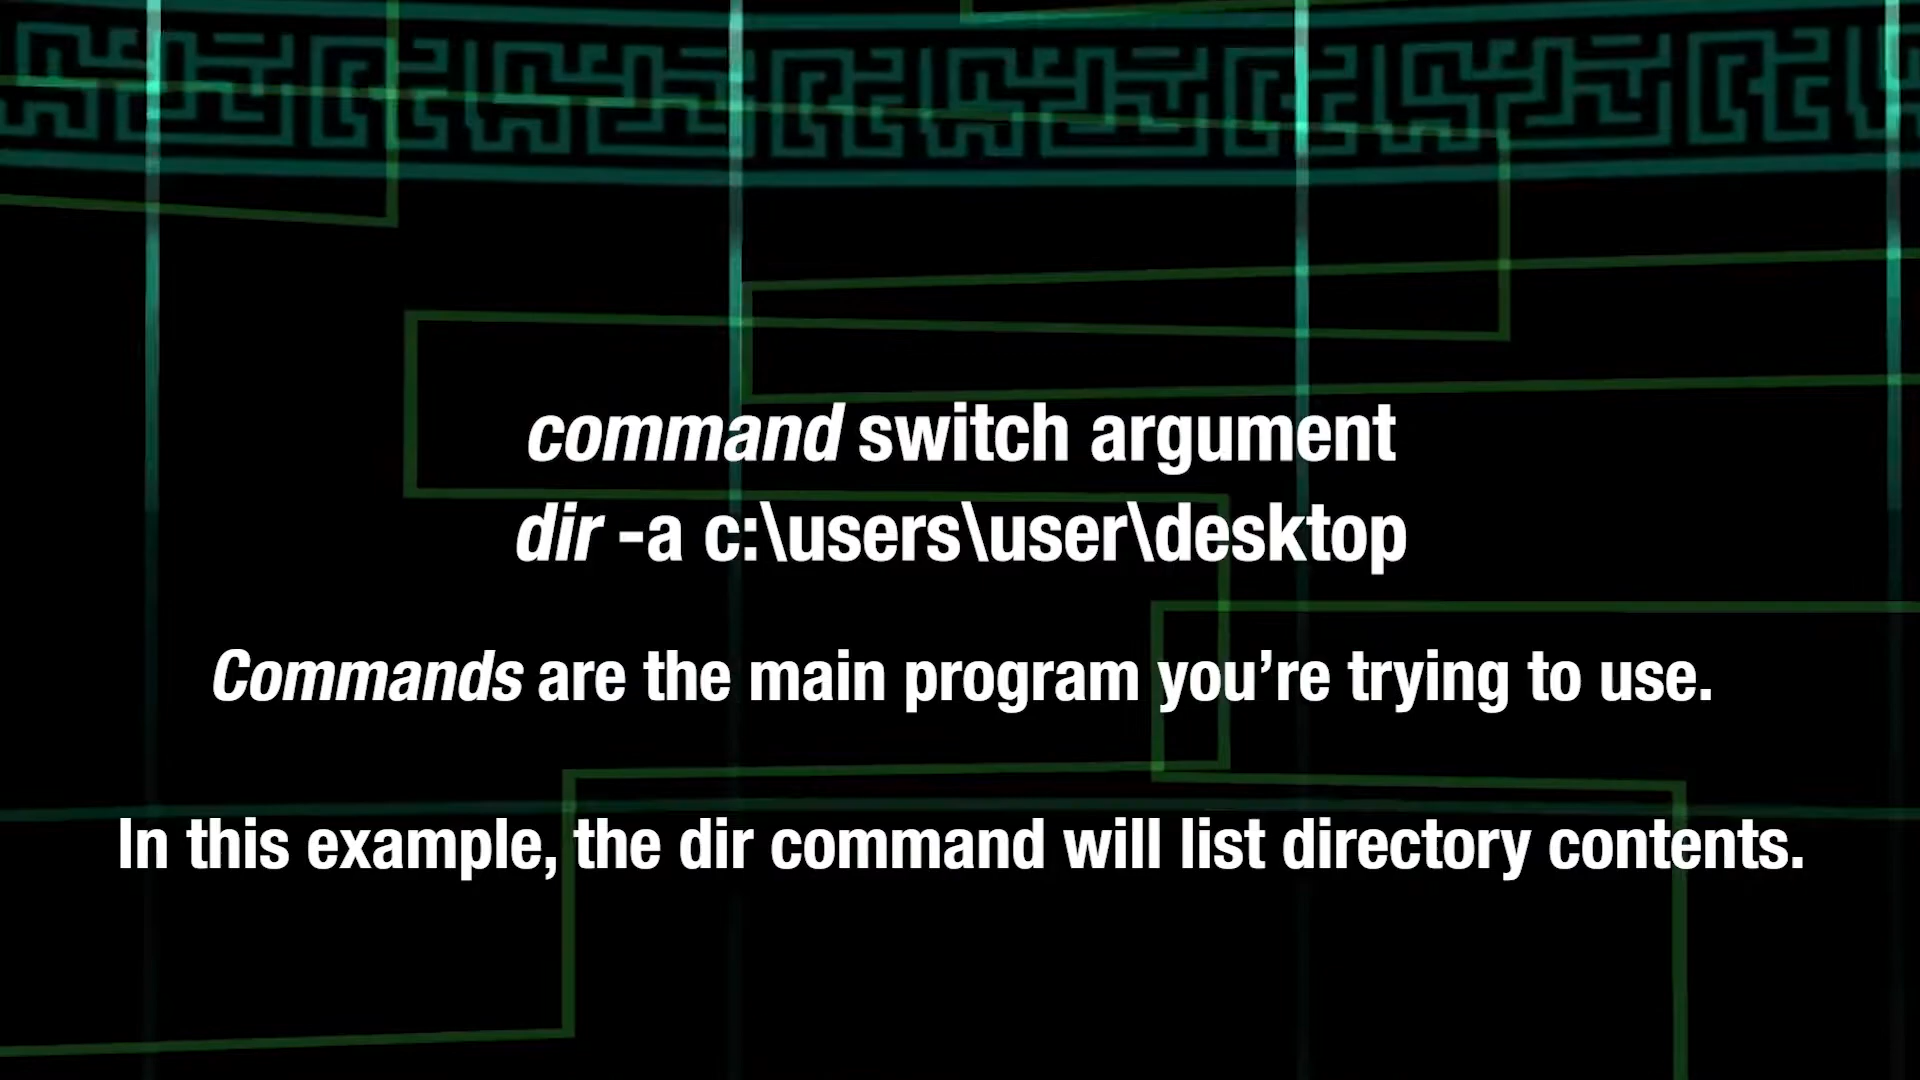 command switch argument
dir -a c:\users\user\desktop
Commands are the main program you’re trying to use.
In this example, the dir command will list directory contents.